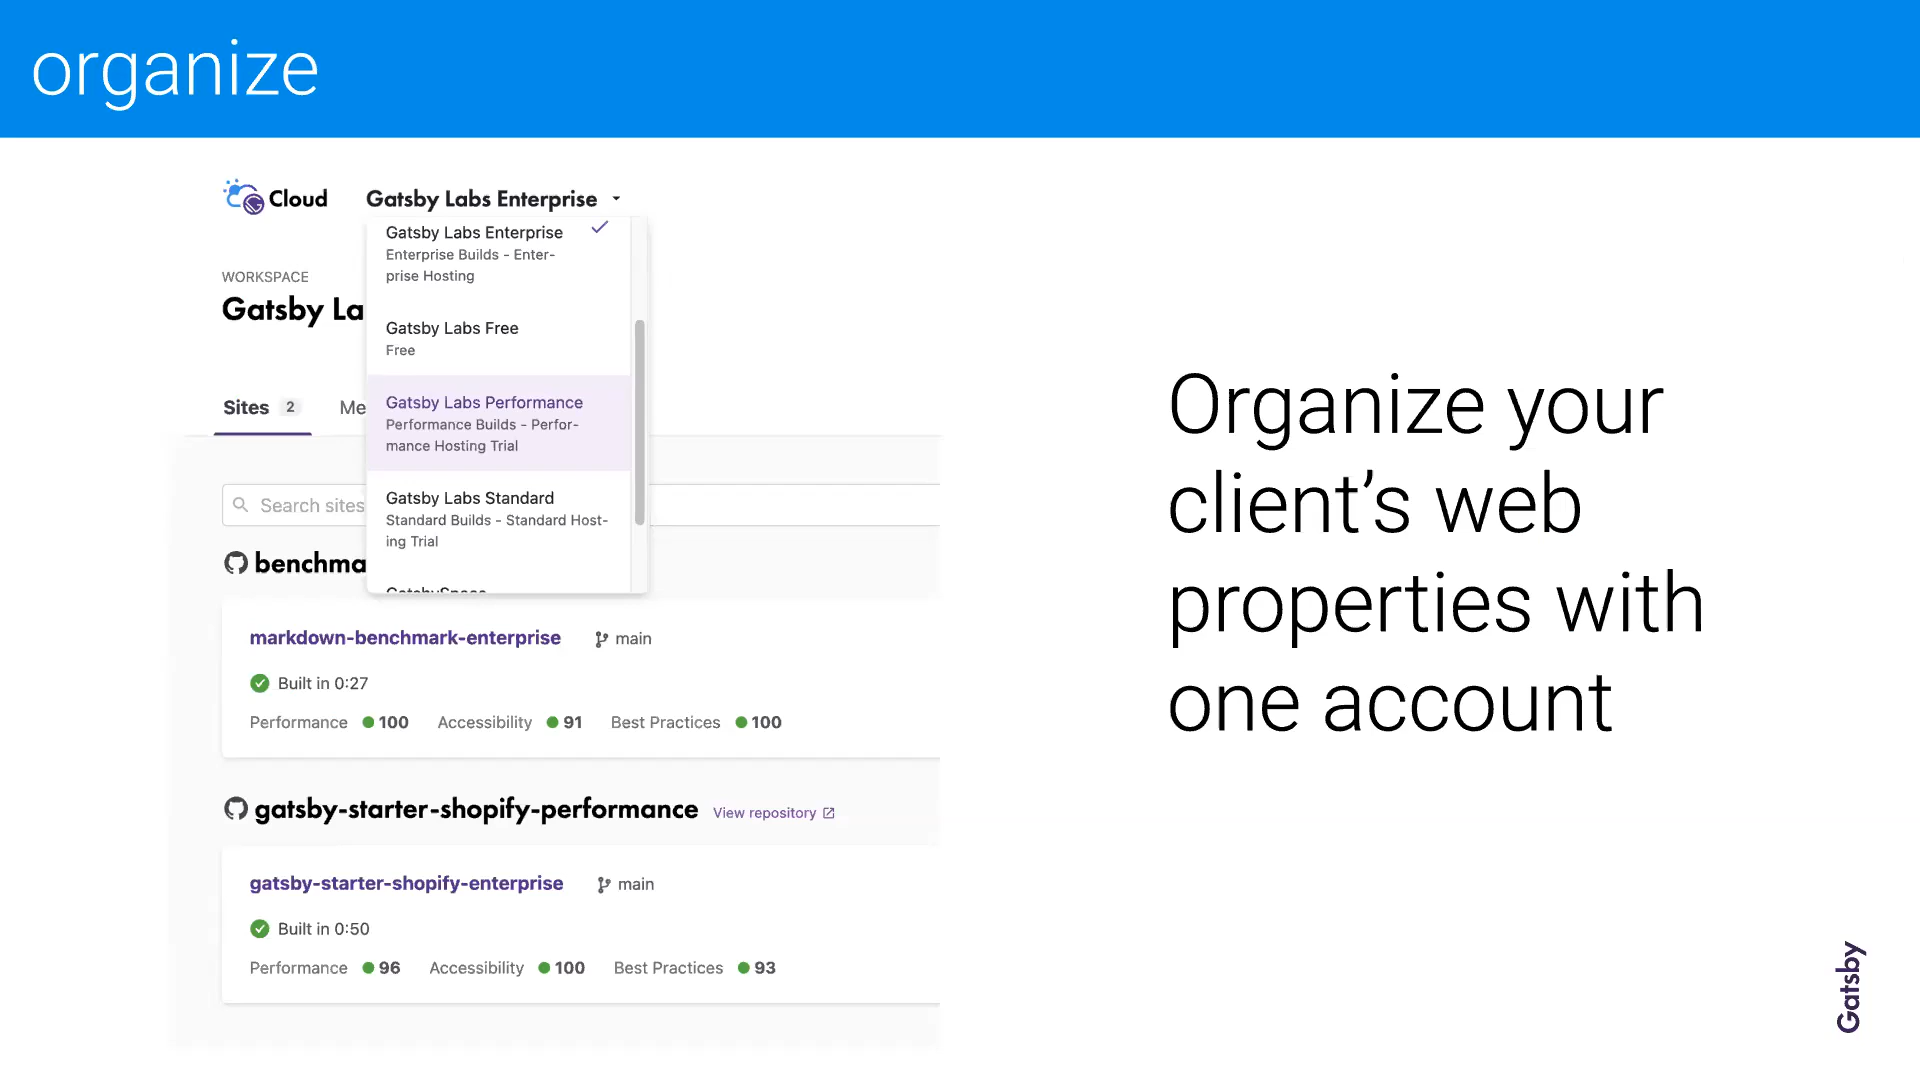 organize
Cloud
Gatsby Labs Enterprise
Gatsby Labs Enterprise
Enterprise Builds - Enter-
prise Hosting
WORKSPACE
Gatsby La
Gatsby Labs Free
Free
Sites 2 Me
Gatsby Labs Performance
Performance Builds - Perfor-
mance Hosting Trial
Search sites
Gatsby Labs Standard
Standard Builds - Standard Host-
ing Trial
benchma
GatsbySpace
markdown-benchmark-enterprise main
Built in 0:27
Performance 100 Accessibility 91 Best Practices 100
gatsby-starter-shopify-performance View repository
gatsby-starter-shopify-enterprise main
Built in 0:50
Performance 96 Accessibility 100 Best Practices 93
Organize your
client’s web
properties with
one account
Gatsby